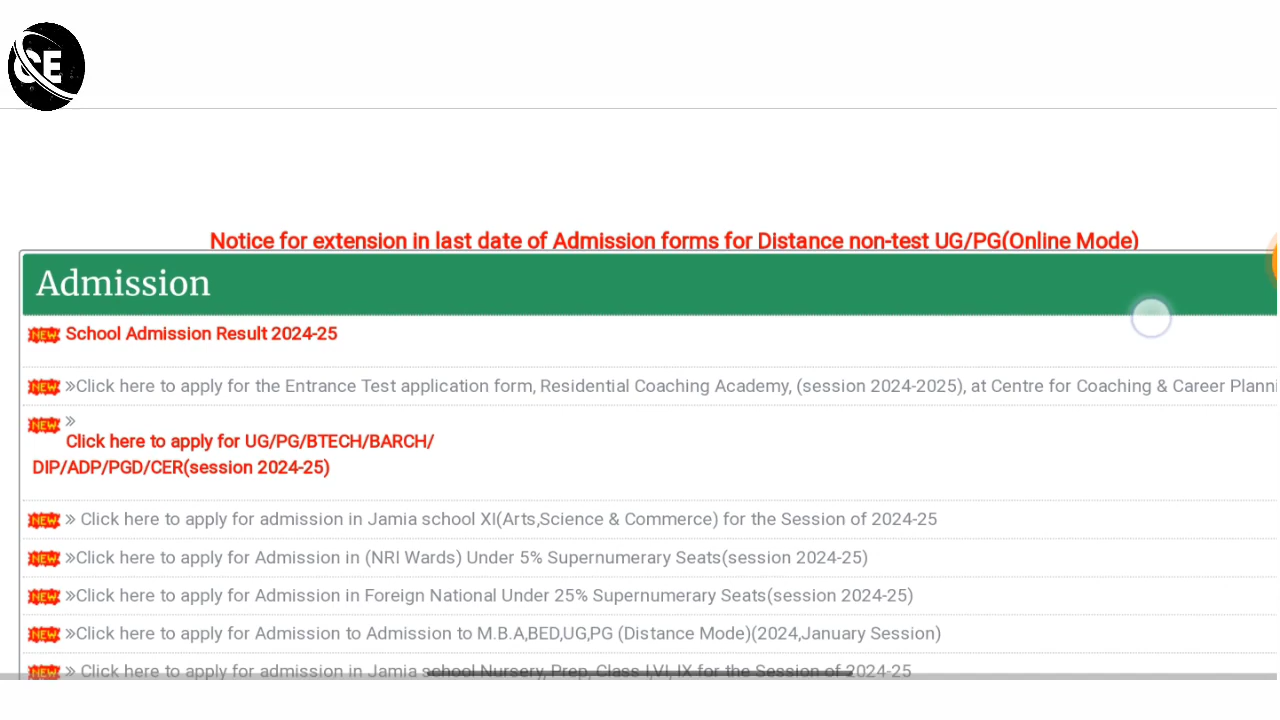 CE
Notice for extension in last date of Admission forms for Distance non-test UG/PG(Online Mode)
Admission
NEW School Admission Result 2024-25
NEW »Click here to apply for the Entrance Test application form, Residential Coaching Academy, (session 2024-2025), at Centre for Coaching & Career Planni
NEW »
Click here to apply for UG/PG/BTECH/BARCH/
DIP/ADP/PGD/CER(session 2024-25)
NEW » Click here to apply for admission in Jamia school XI(Arts,Science & Commerce) for the Session of 2024-25
NEW »Click here to apply for Admission in (NRI Wards) Under 5% Supernumerary Seats(session 2024-25)
NEW »Click here to apply for Admission in Foreign National Under 25% Supernumerary Seats(session 2024-25)
NEW »Click here to apply for Admission to Admission to M.B.A,BED,UG,PG (Distance Mode)(2024,January Session)
NEW » Click here to apply for admission in Jamia school Nursery, Prep, Class I,VI, IX for the Session of 2024-25